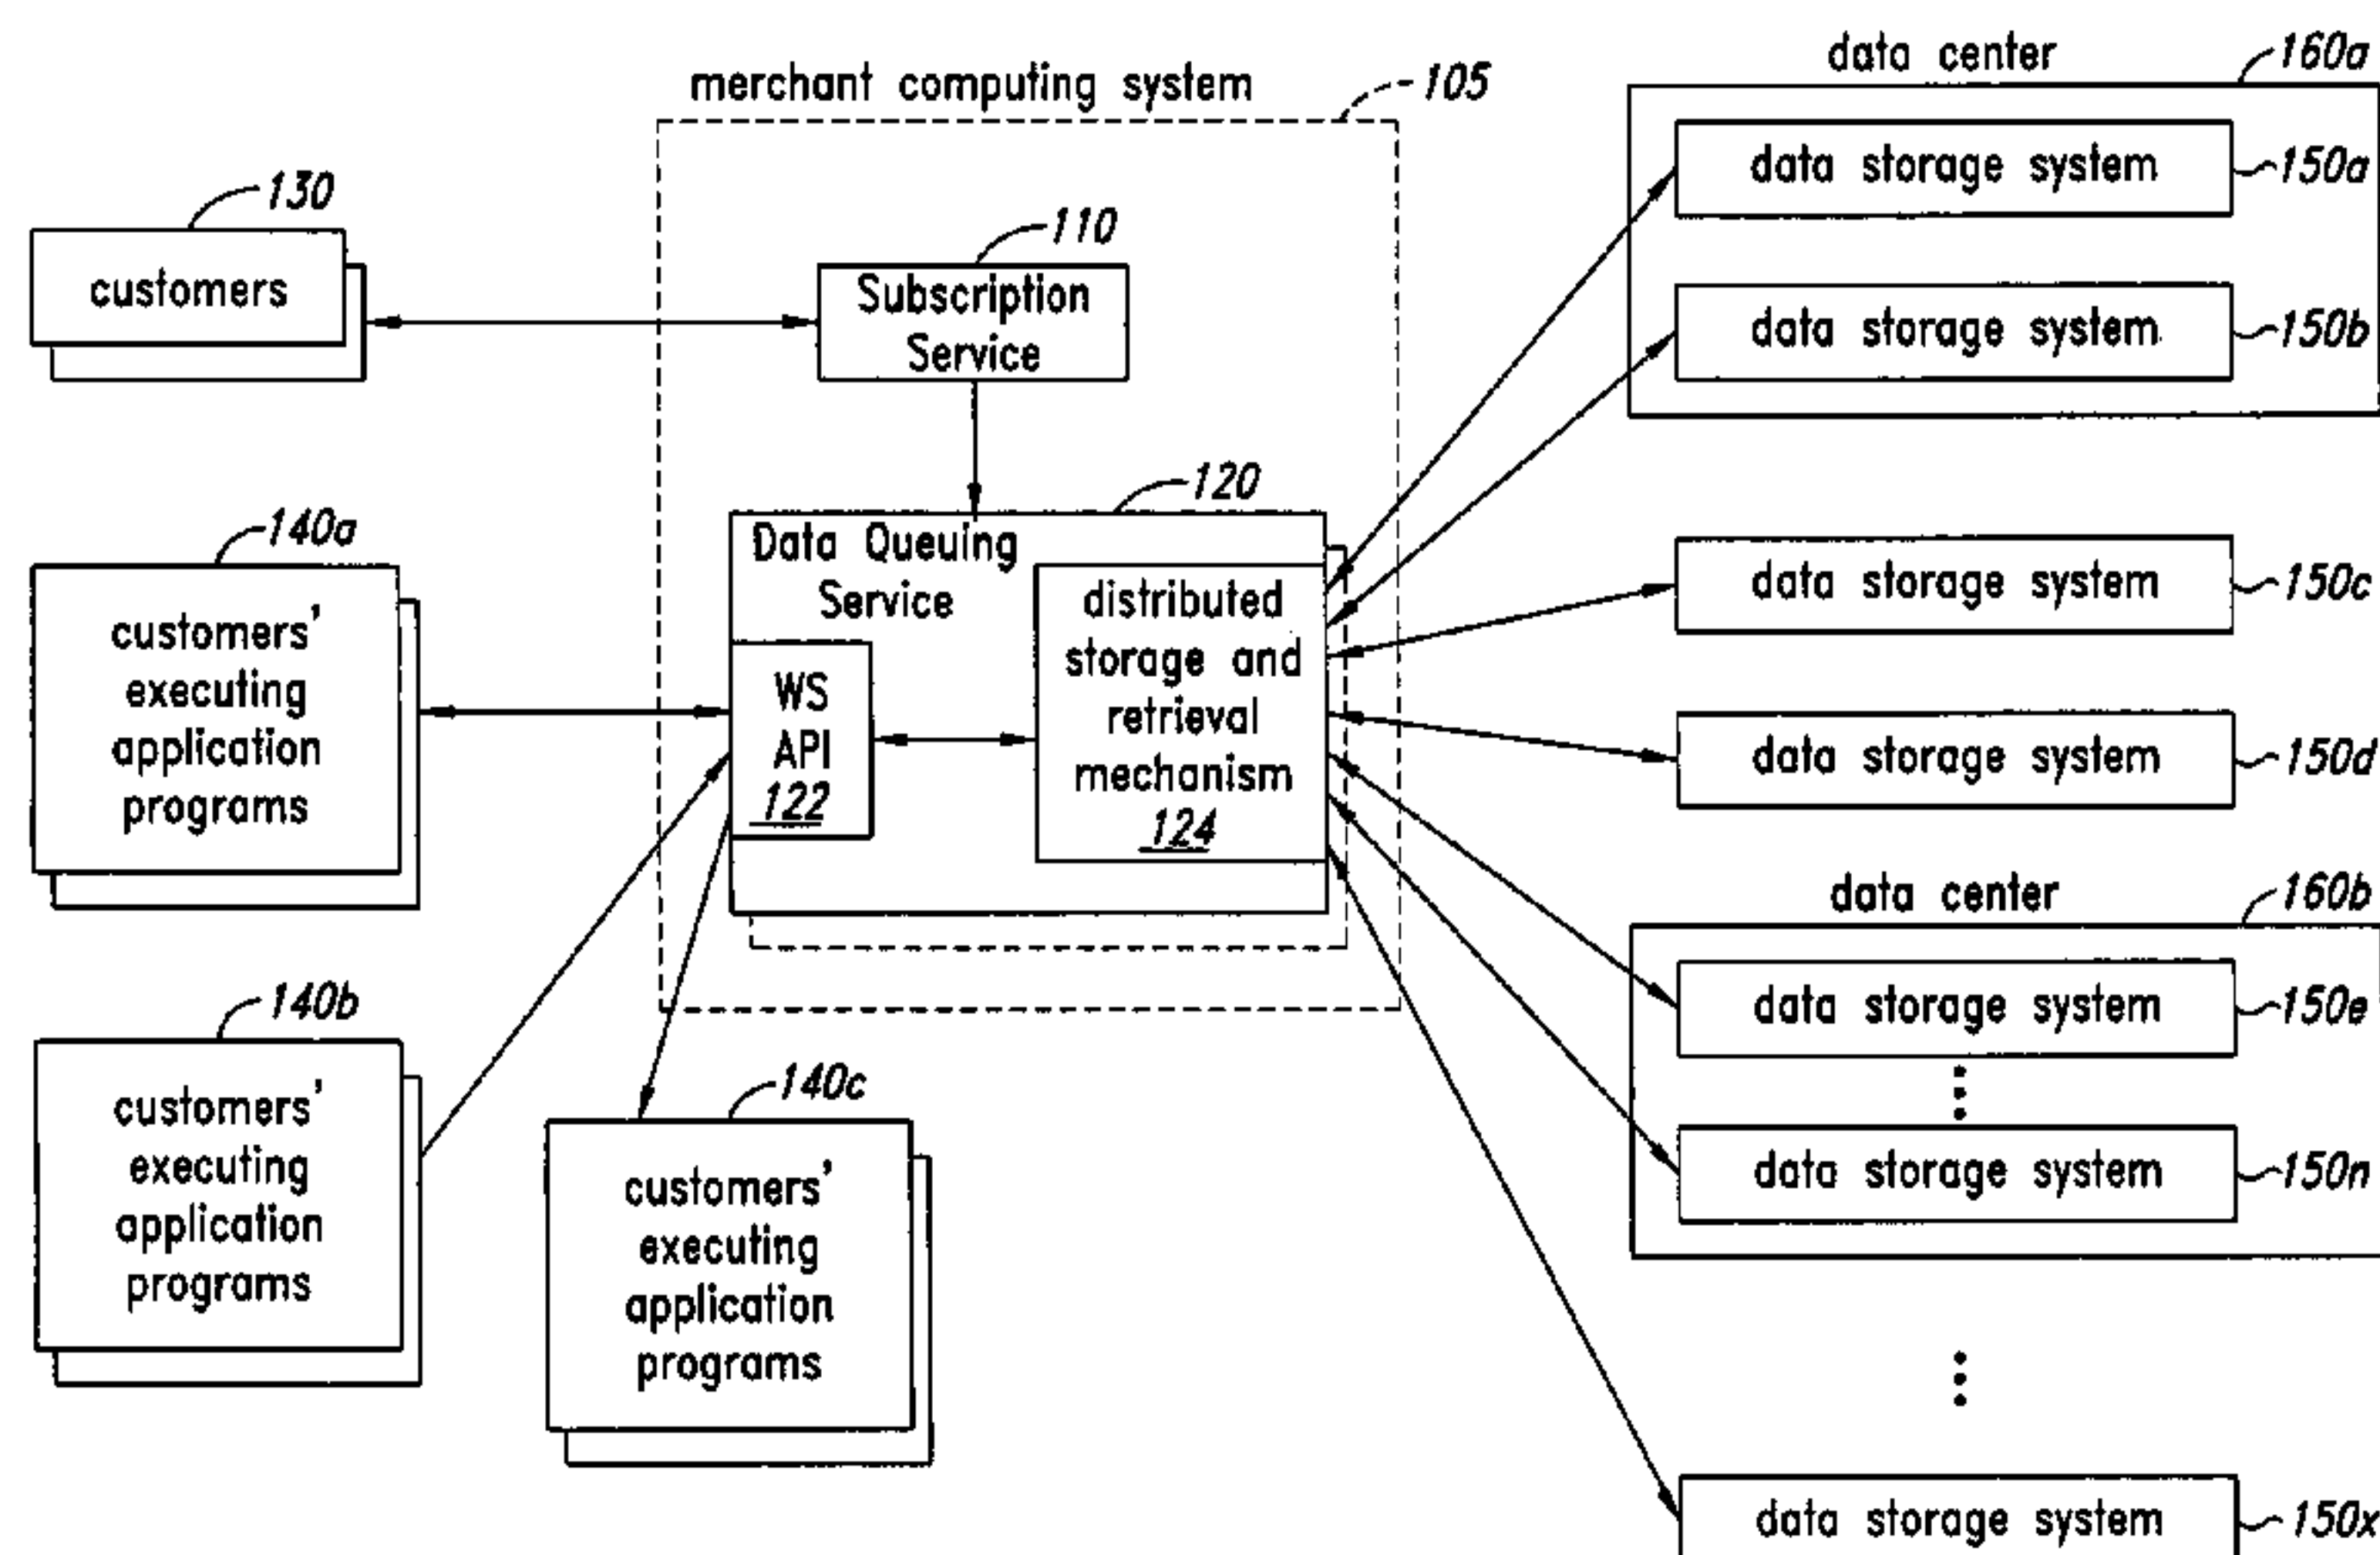 merchant computing system
105
data center
160a
data storage system
150a
data storage system
150b
130
customers
110
Subscription
Service
120
Data Queuing
Service
WS
API
122
distributed
storage and
retrieval
mechanism
124
140a
customers'
executing
application
programs
data storage system
150c
data storage system
150d
data center
160b
data storage system
150e
data storage system
150n
140b
customers'
executing
application
programs
140c
customers'
executing
application
programs
data storage system
150x